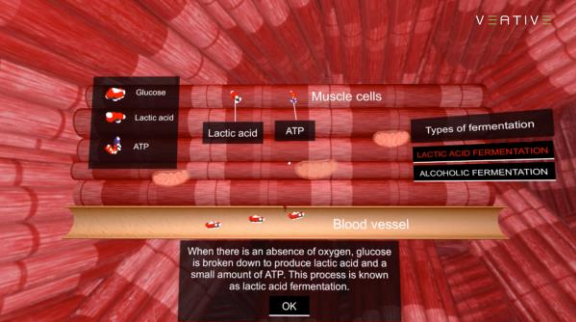 VEATIVE
Glucose
Lactic acid
ATP
Muscle cells
Lactic acid
ATP
Types of fermentation
LACTIC ACID FERMENTATION
ALCOHOLIC FERMENTATION
Blood vessel
When there is an absence of oxygen, glucose
is broken down to produce lactic acid and a
small amount of ATP. This process is known
as lactic acid fermentation.
OK